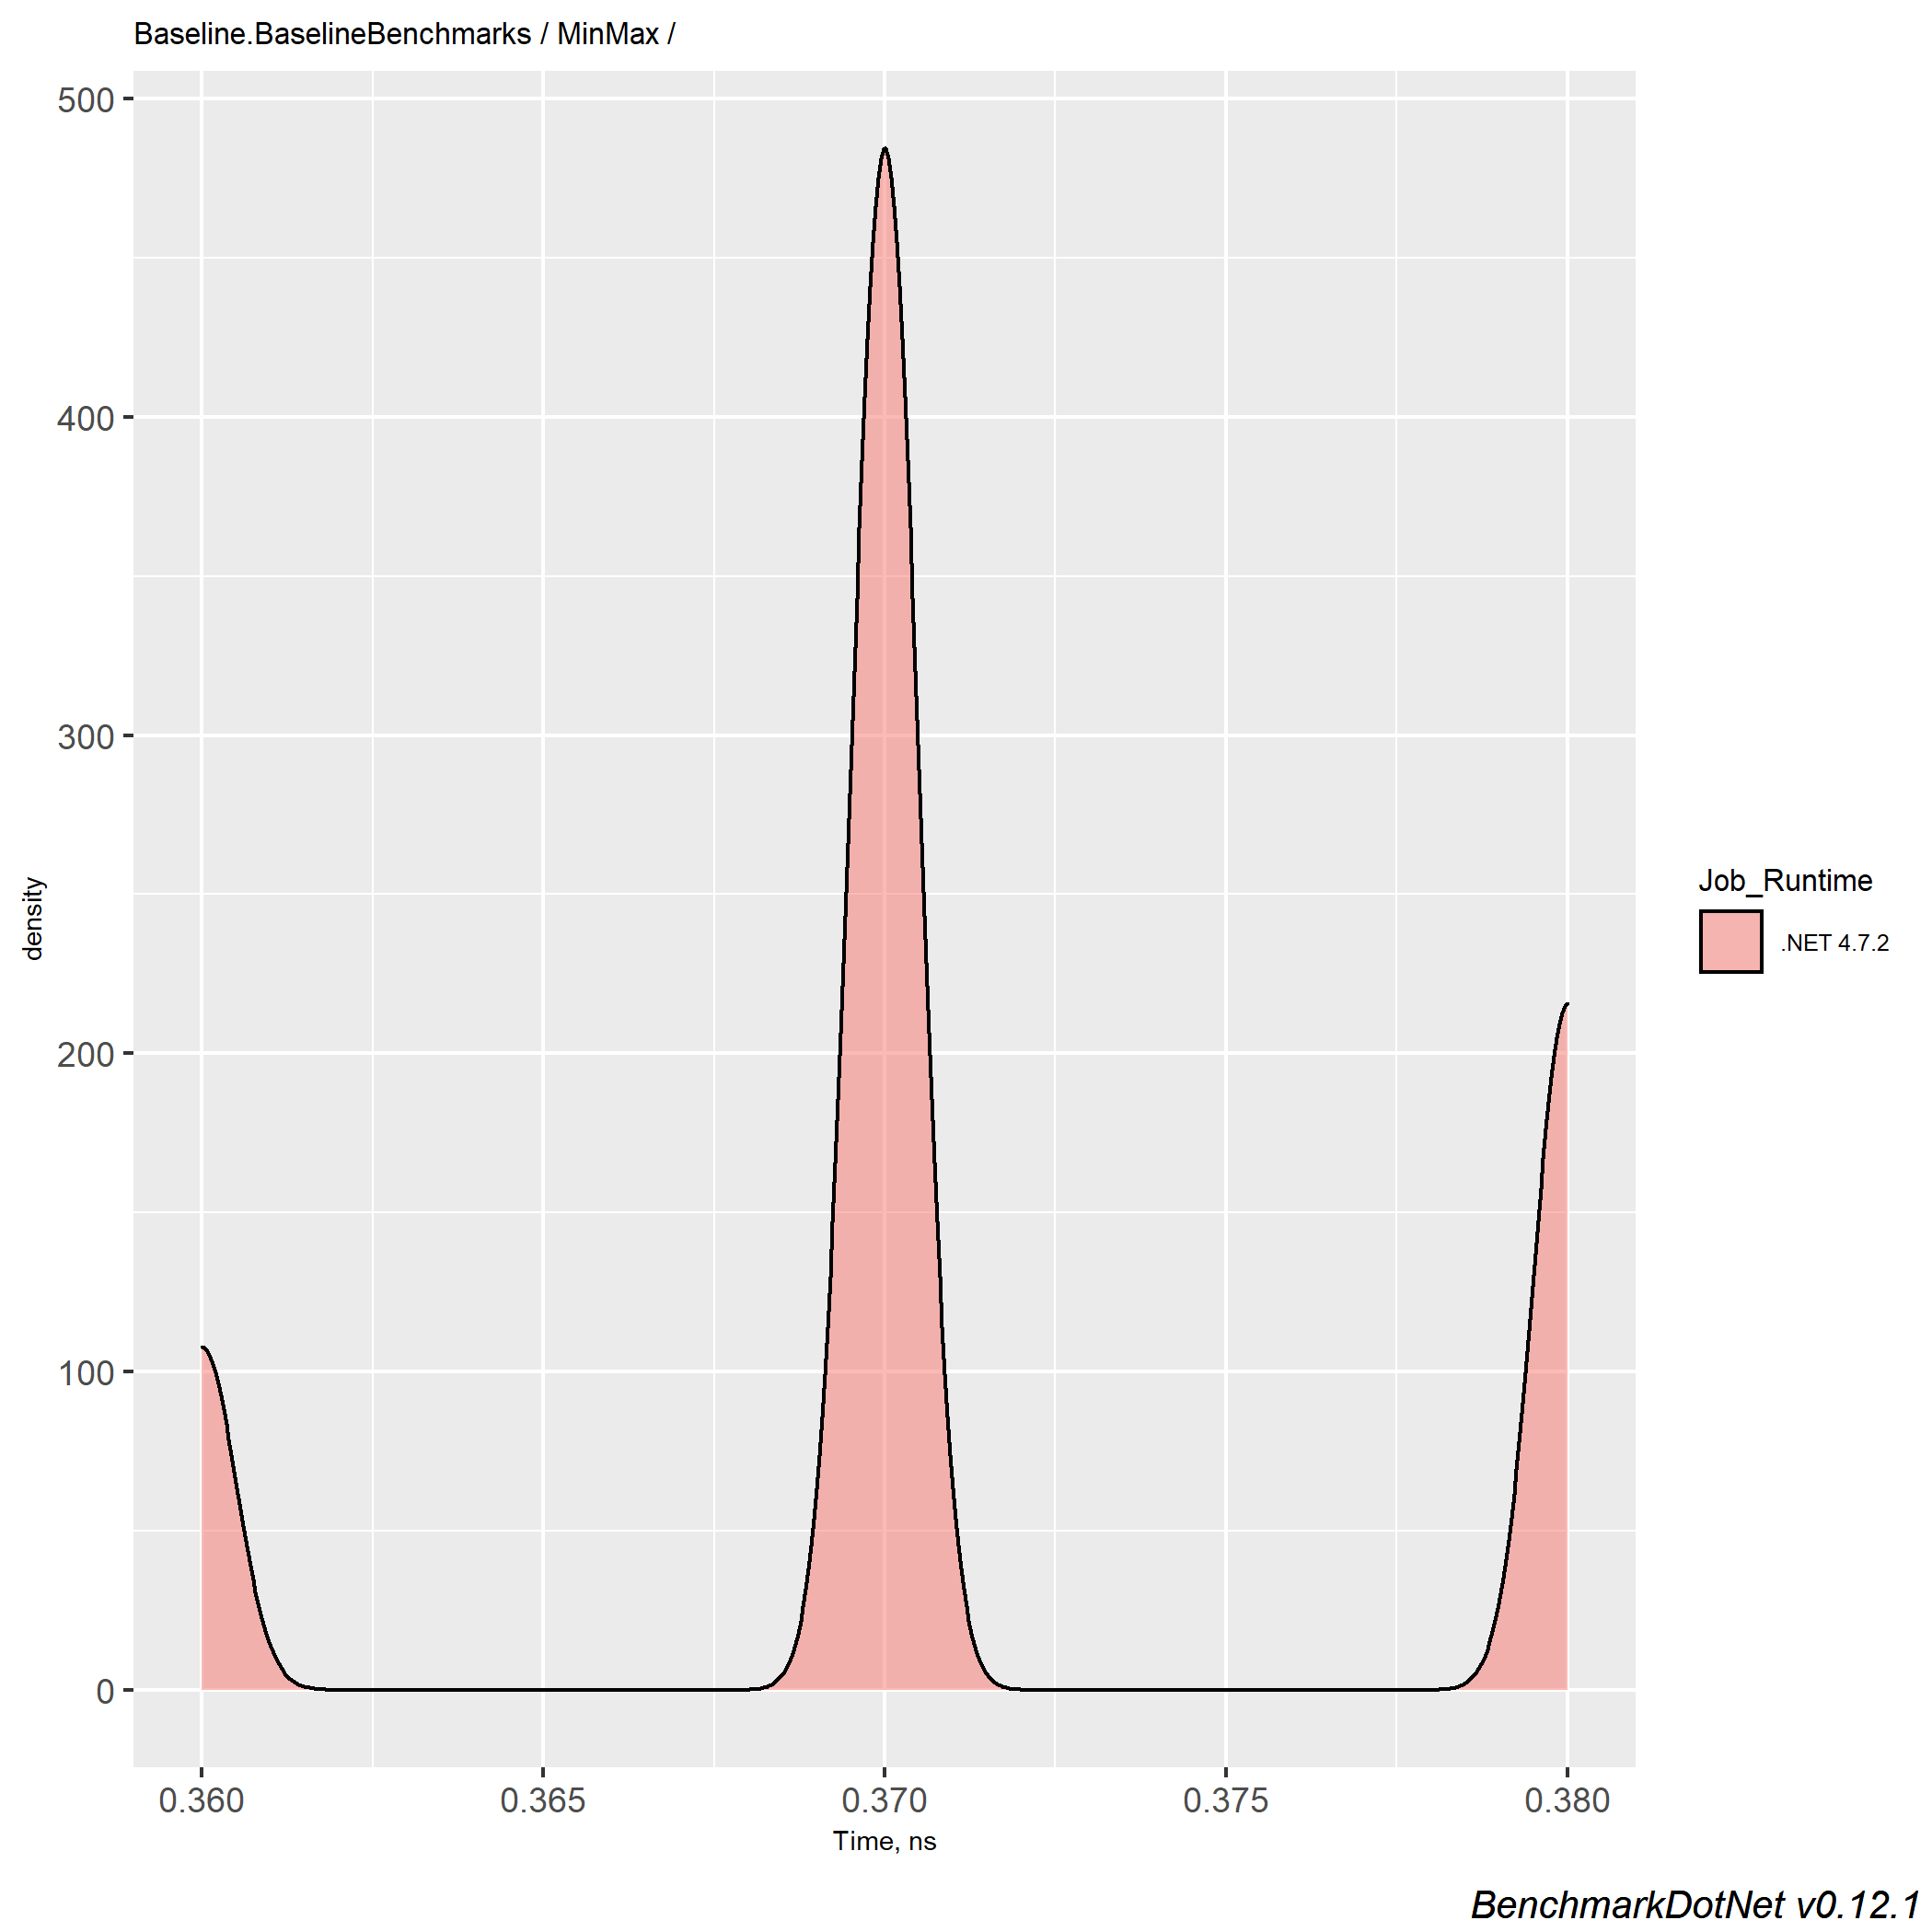 Baseline.BaselineBenchmarks / MinMax /
500
400
300
200
100
0
density
0.360
0.365
0.370
0.375
0.380
Time, ns
Job_Runtime
.NET 4.7.2
BenchmarkDotNet v0.12.1